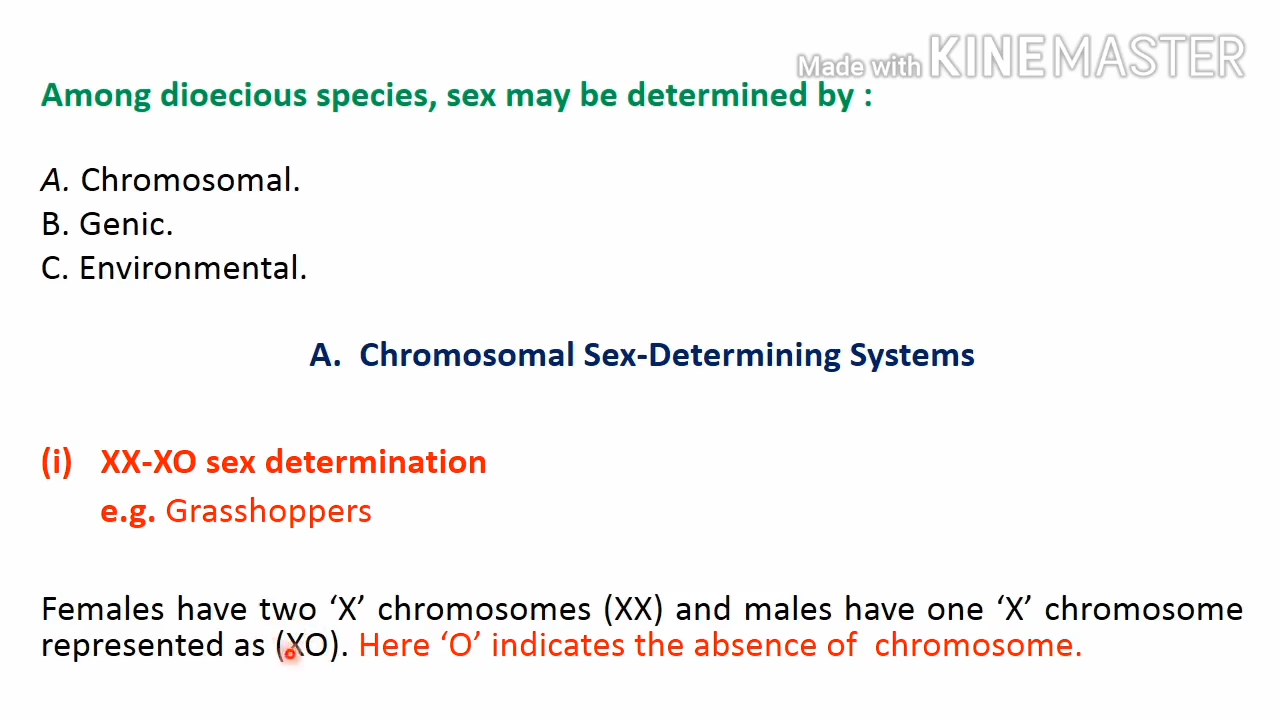 Made with KINEMASTER
Among dioecious species, sex may be determined by :
A. Chromosomal.
B. Genic.
C. Environmental.
A. Chromosomal Sex-Determining Systems
(i) XX-XO sex determination
e.g. Grasshoppers
Females have two ‘X’ chromosomes (XX) and males have one ‘X’ chromosome
represented as (XO). Here ‘O’ indicates the absence of chromosome.